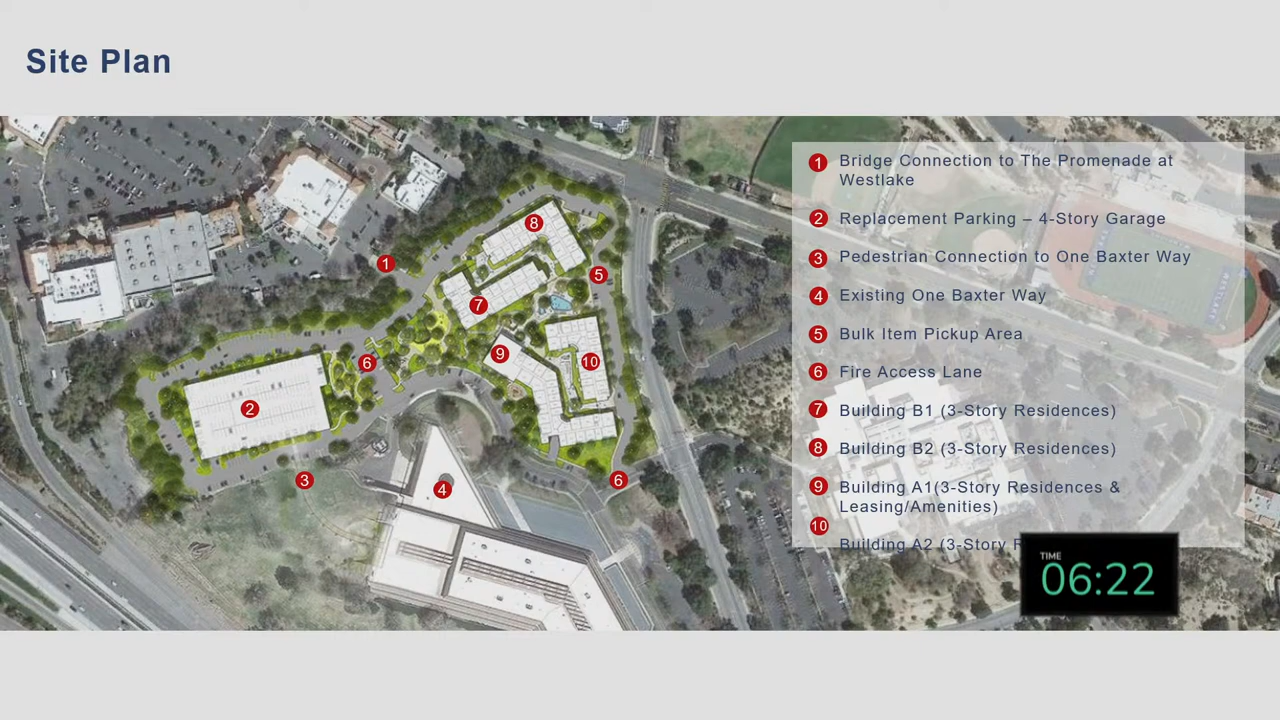 Site Plan
1 Bridge Connection to The Promenade at
Westlake
2 Replacement Parking – 4-Story Garage
3 Pedestrian Connection to One Baxter Way
4 Existing One Baxter Way
5 Bulk Item Pickup Area
6 Fire Access Lane
7 Building B1 (3-Story Residences)
8 Building B2 (3-Story Residences)
9 Building A1(3-Story Residences &
Leasing/Amenities)
10
Building A2 (3-Story
8
1
5
7
9
10
6
2
3
6
4
TIME
06:22